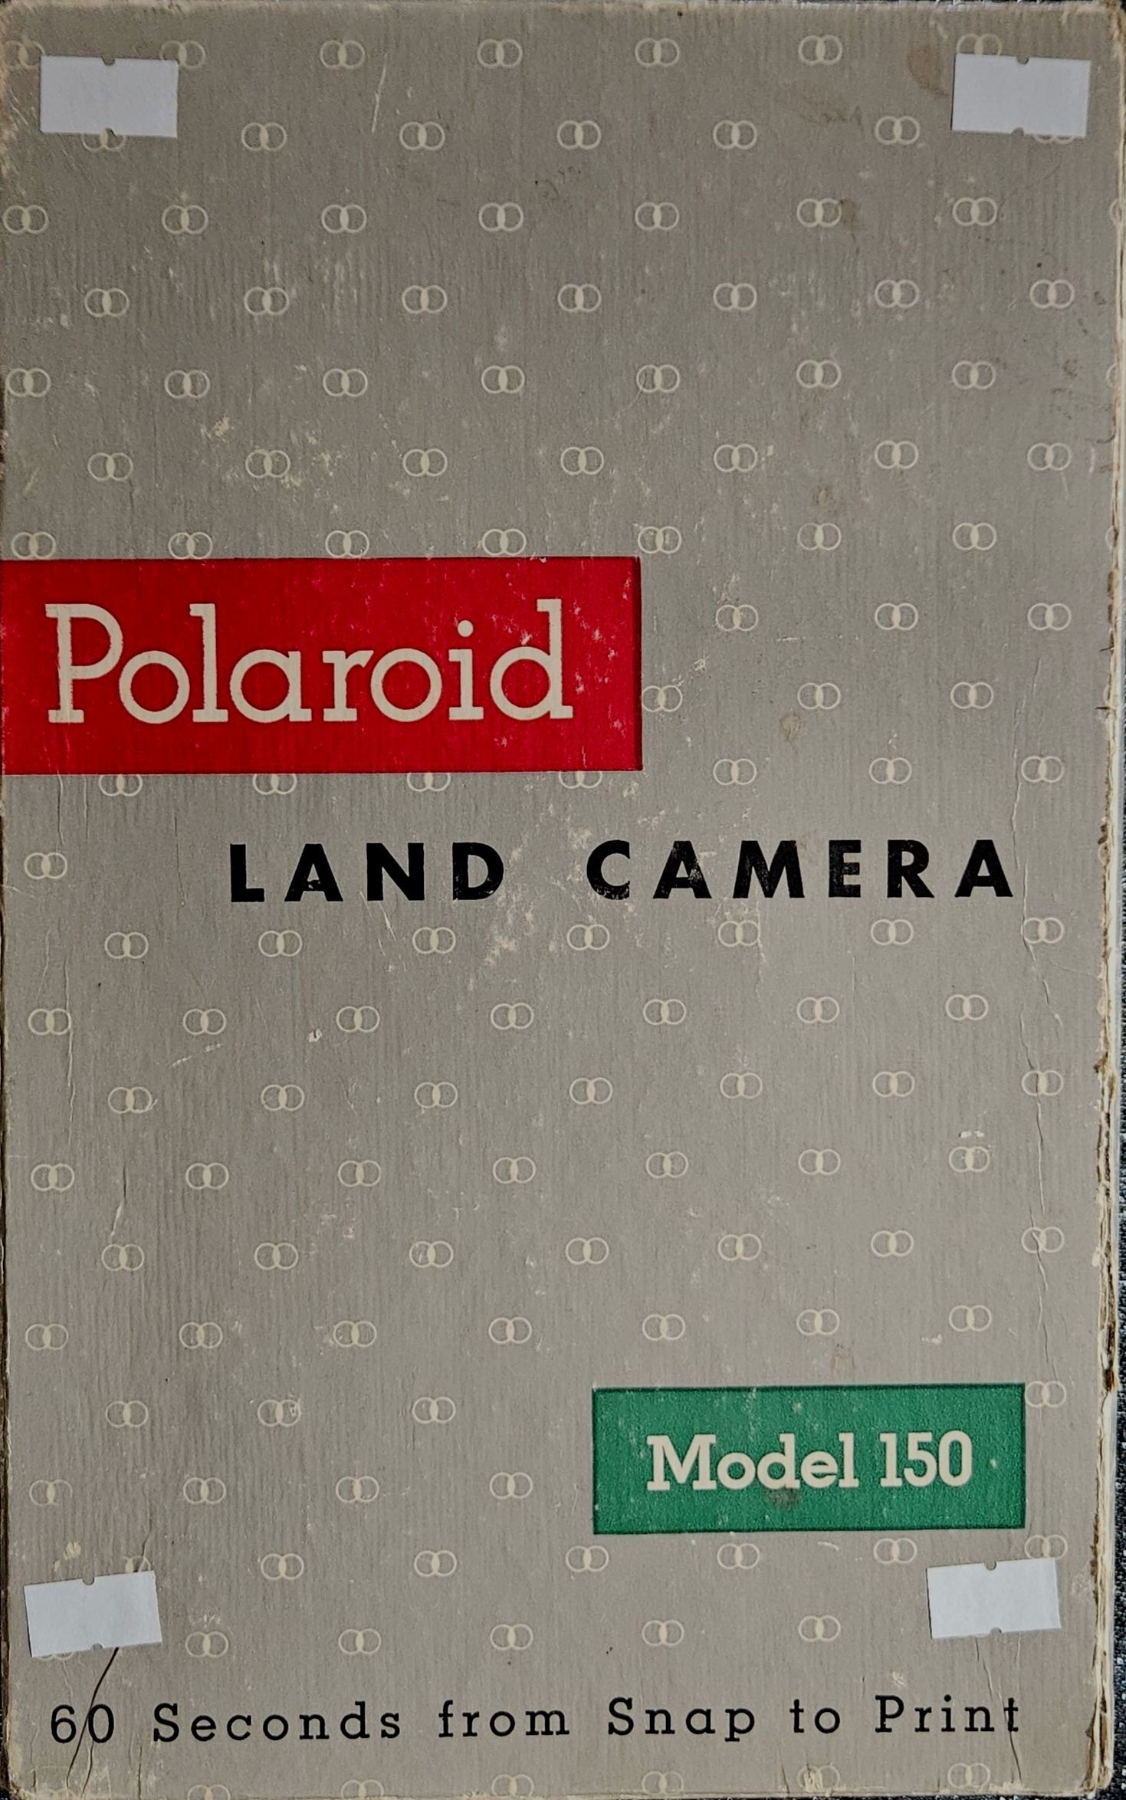 Polaroid
LAND CAMERA
Model 150
60 Seconds from Snap to Print